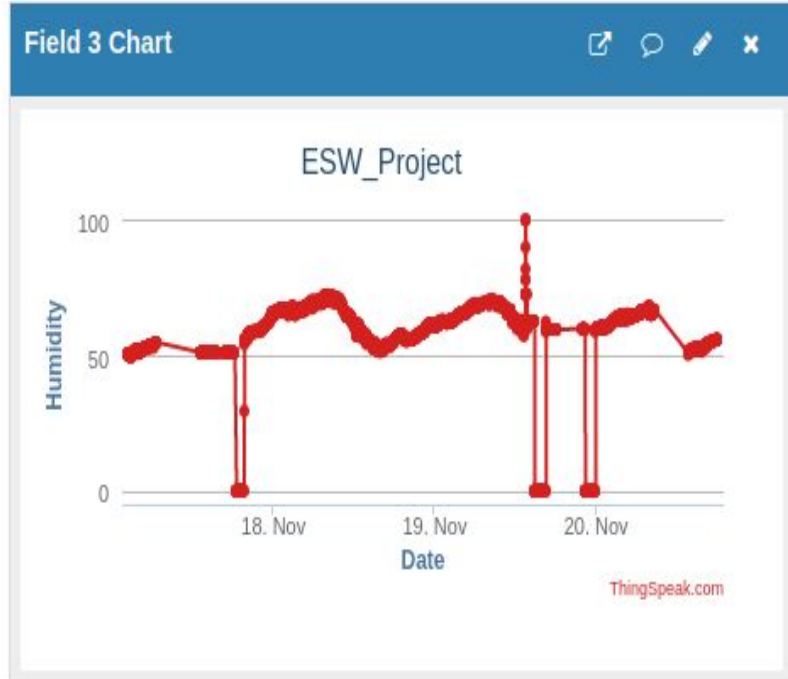 Field 3 Chart
ESW_Project
100
50
0
Humidity
18. Nov
19. Nov
20. Nov
Date
ThingSpeak.com